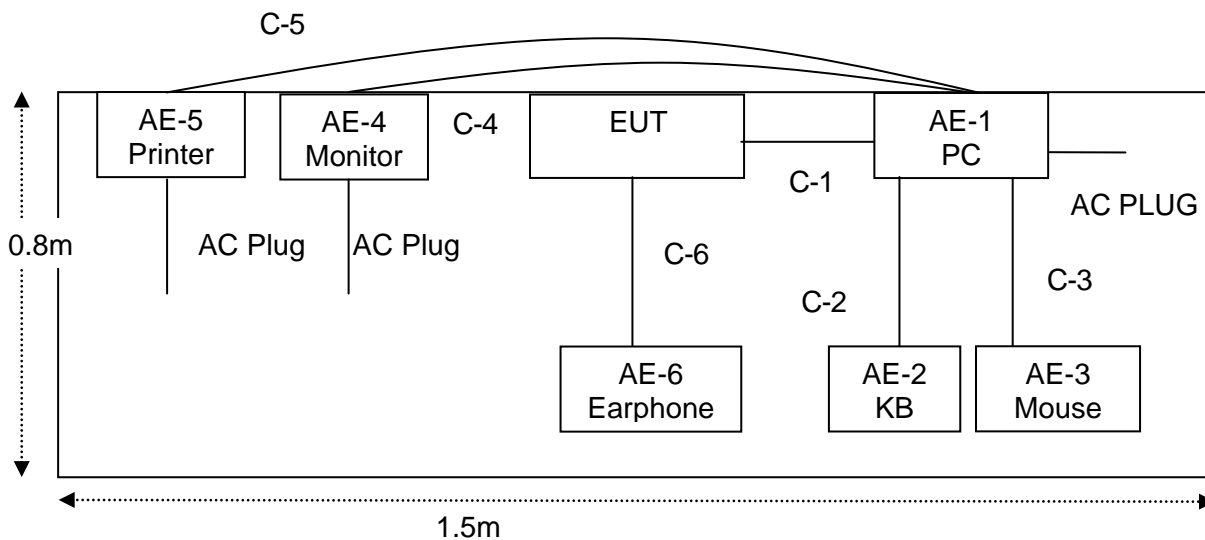 C-5
AE-5
Printer
AE-4
Monitor
C-4
EUT
AE-1
PC
C-1
AC PLUG
0.8m
AC Plug
AC Plug
C-6
C-2
C-3
AE-6
Earphone
AE-2
KB
AE-3
Mouse
1.5m